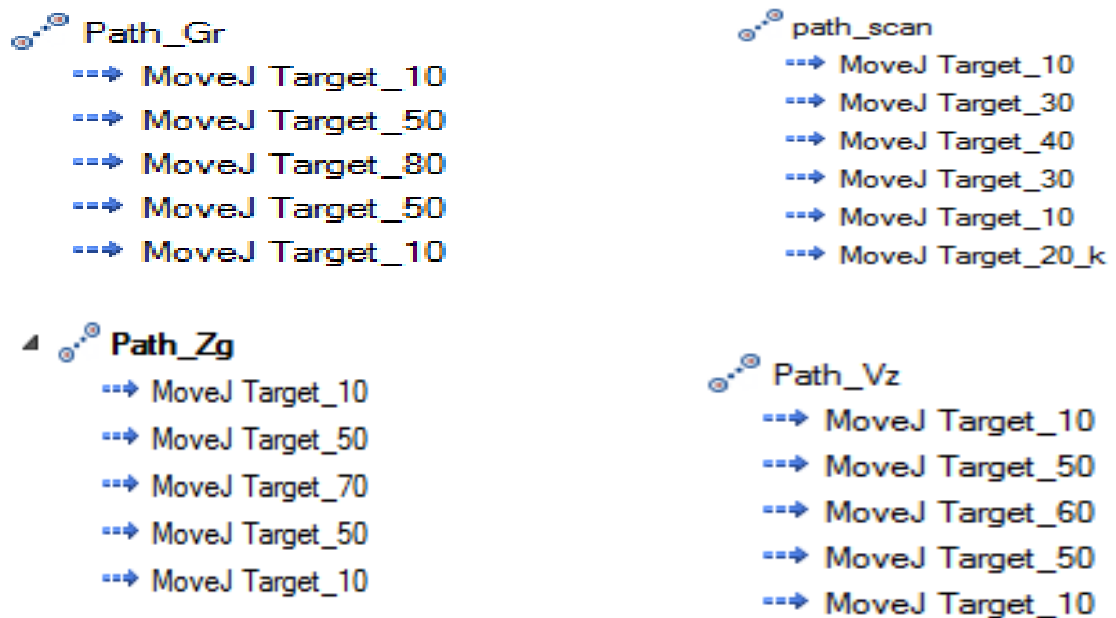 Path_Gr
MoveJ Target_10
MoveJ Target_50
MoveJ Target_80
MoveJ Target_50
MoveJ Target_10
path_scan
MoveJ Target_10
MoveJ Target_30
MoveJ Target_40
MoveJ Target_30
MoveJ Target_10
MoveJ Target_20_k
Path_Zg
MoveJ Target_10
MoveJ Target_50
MoveJ Target_70
MoveJ Target_50
MoveJ Target_10
Path_Vz
MoveJ Target_10
MoveJ Target_50
MoveJ Target_60
MoveJ Target_50
MoveJ Target_10